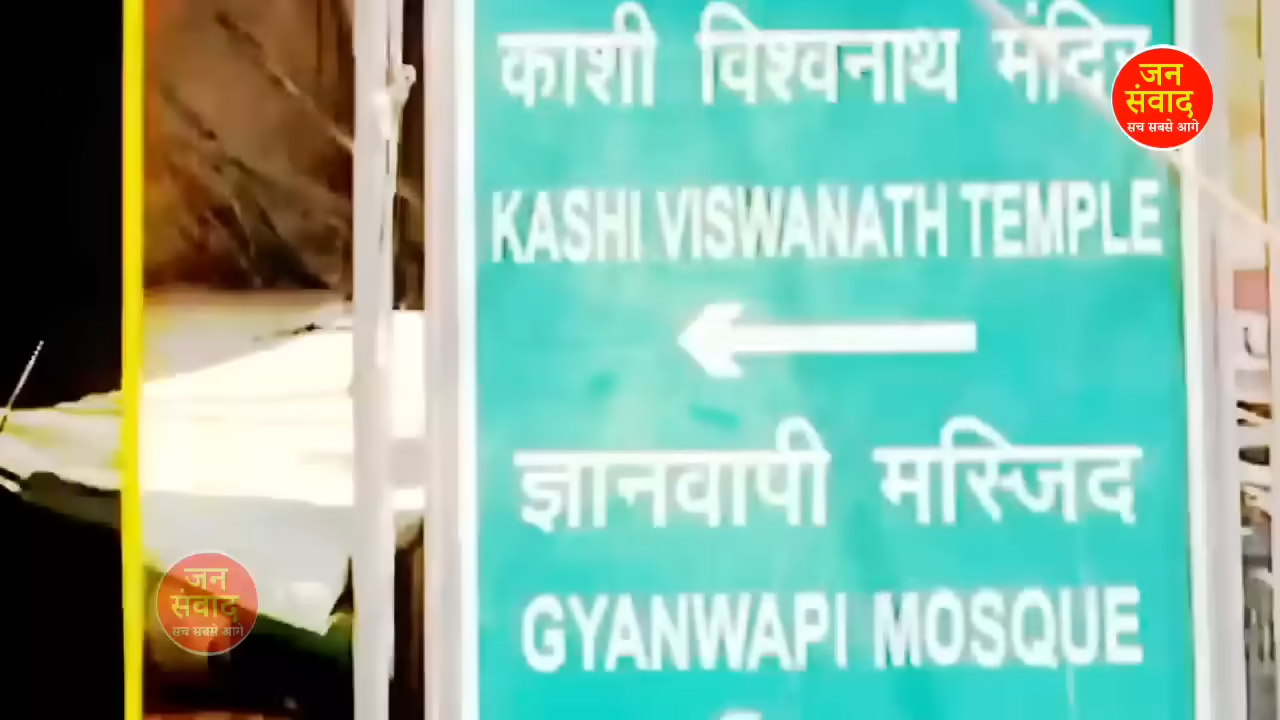 काशी विश्वनाथ मंदिर
जन
संवाद
सच सबसे आगे
KASHI VISWANATH TEMPLE
ज्ञानवापी मस्जिद
जन
संवाद
सच सबसे आगे
GYANWAPI MOSQUE